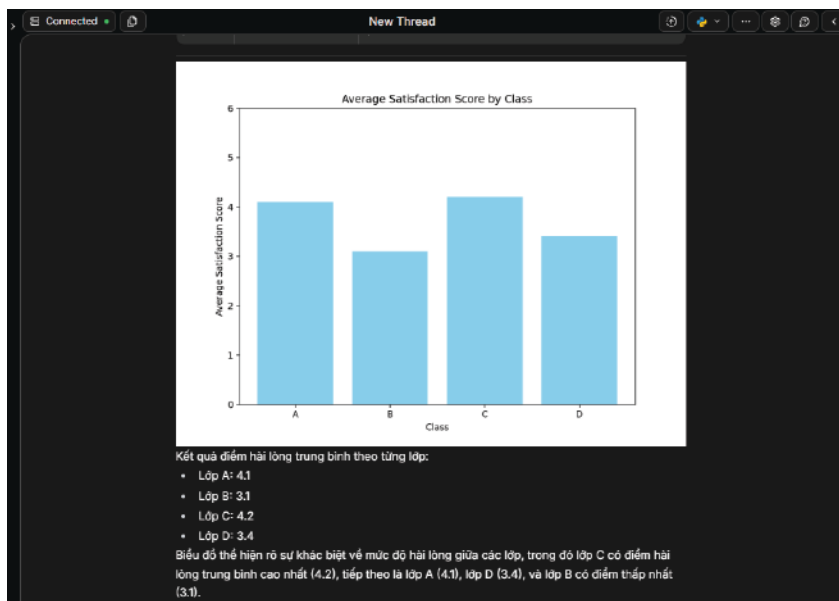 Connected
New Thread
Average Satisfaction Score by Class
Average Satisfaction Score
6
5
4
3
2
1
0
A B C D
Class
Kết quả điểm hài lòng trung bình theo từng lớp:
• Lớp A: 4.1
• Lớp B: 3.1
• Lớp C: 4.2
• Lớp D: 3.4
Biểu đồ thể hiện rõ sự khác biệt về mức độ hài lòng giữa các lớp, trong đó lớp C có điểm hài
lòng trung bình cao nhất (4.2), tiếp theo là lớp A (4.1), lớp D (3.4), và lớp B có điểm thấp nhất
(3.1).